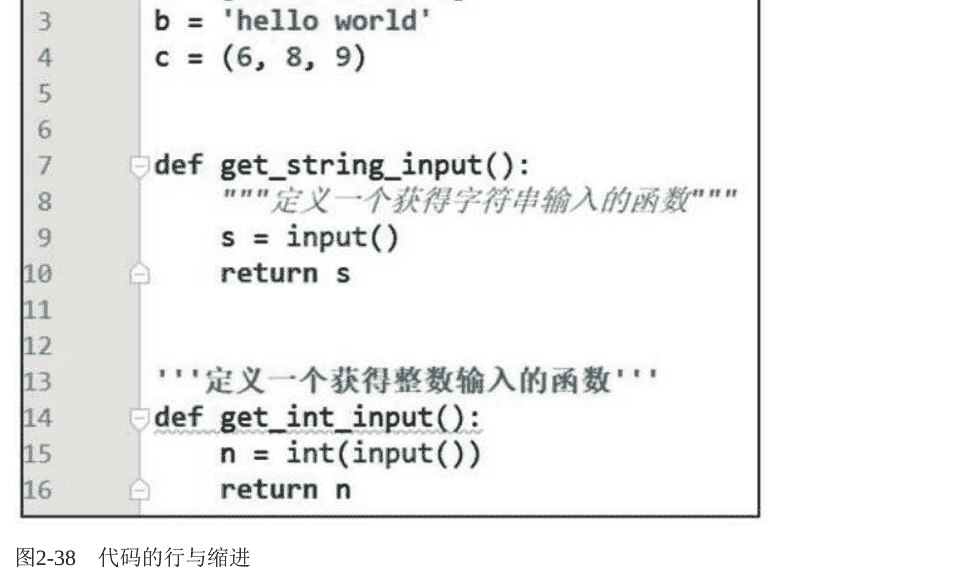 3 b = 'hello world'
4 c = (6, 8, 9)
5
6
7 def get_string_input():
8     """定义一个获得字符串输入的函数"""
9     s = input()
10     return s
11
12
13 '''定义一个获得整数输入的函数'''
14 def get_int_input():
15     n = int(input())
16     return n
图2-38 代码的行与缩进